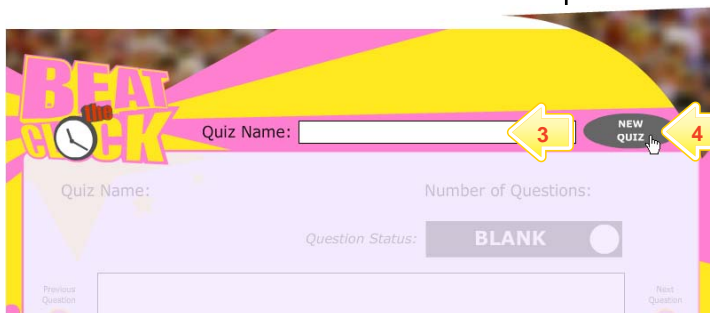 BEAT
the
CLOCK
Quiz Name:
3
NEW
QUIZ
4
Quiz Name:
Number of Questions:
Question Status:
BLANK
Previous
Question
Next
Question